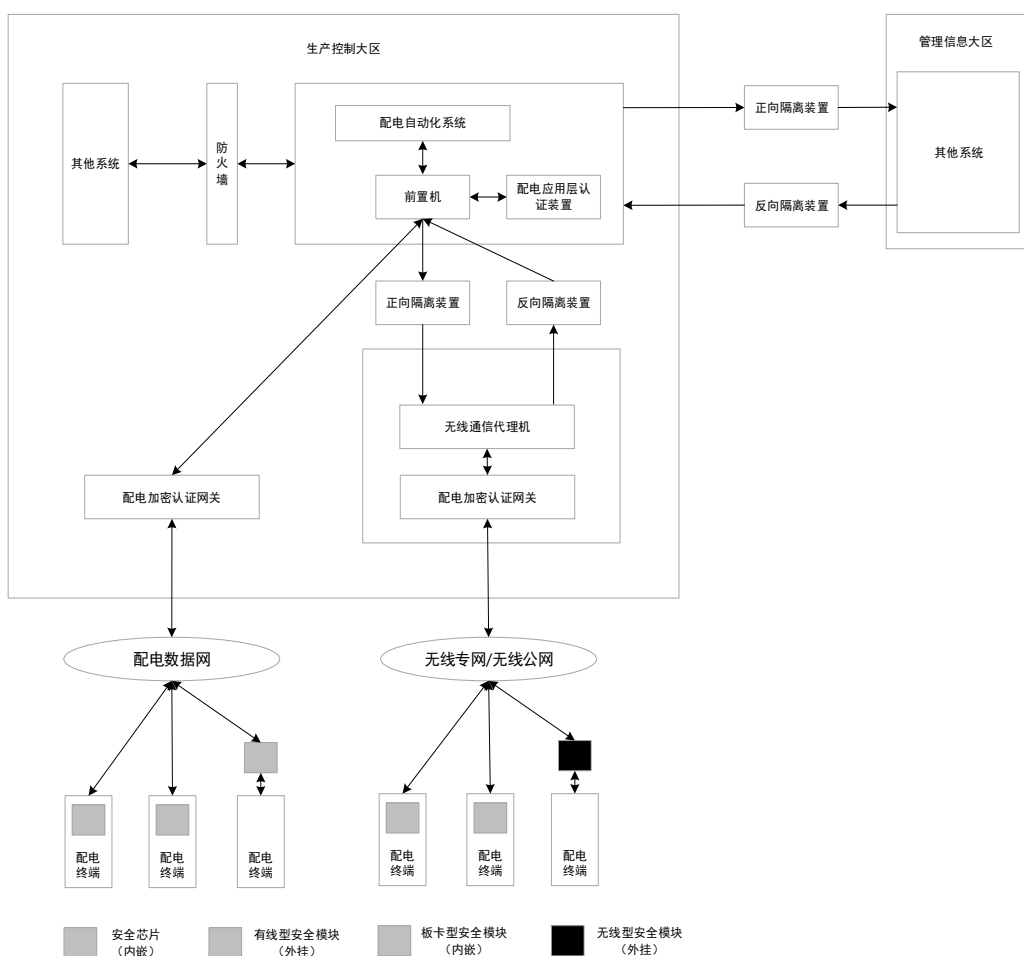 生产控制大区
管理信息大区
其他系统
防
火
墙
配电自动化系统
前置机
配电应用层认
证装置
正向隔离装置
反向隔离装置
其他系统
正向隔离装置
反向隔离装置
无线通信代理机
配电加密认证网关
配电加密认证网关
配电数据网
无线专网/无线公网
配电
终端
配电
终端
配电
终端
配电
终端
配电
终端
配电
终端
安全芯片
（内嵌）
有线型安全模块
（外挂）
板卡型安全模块
（内嵌）
无线型安全模块
（外挂）